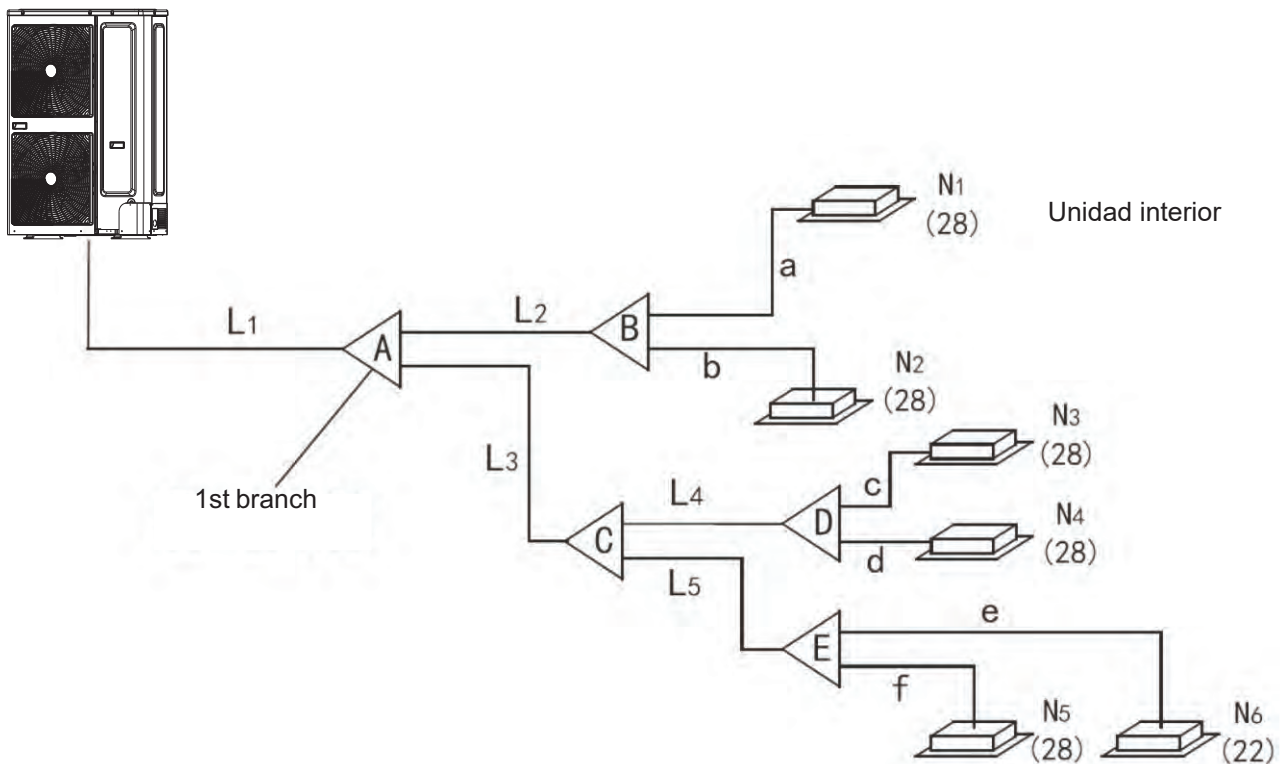 N1
(28)
Unidad interior
a
L1
L2
A
B
b
N2
(28)
L3
1st branch
N3
(28)
c
L4
C
D
N4
(28)
d
L5
e
E
f
N5
(28)
N6
(22)